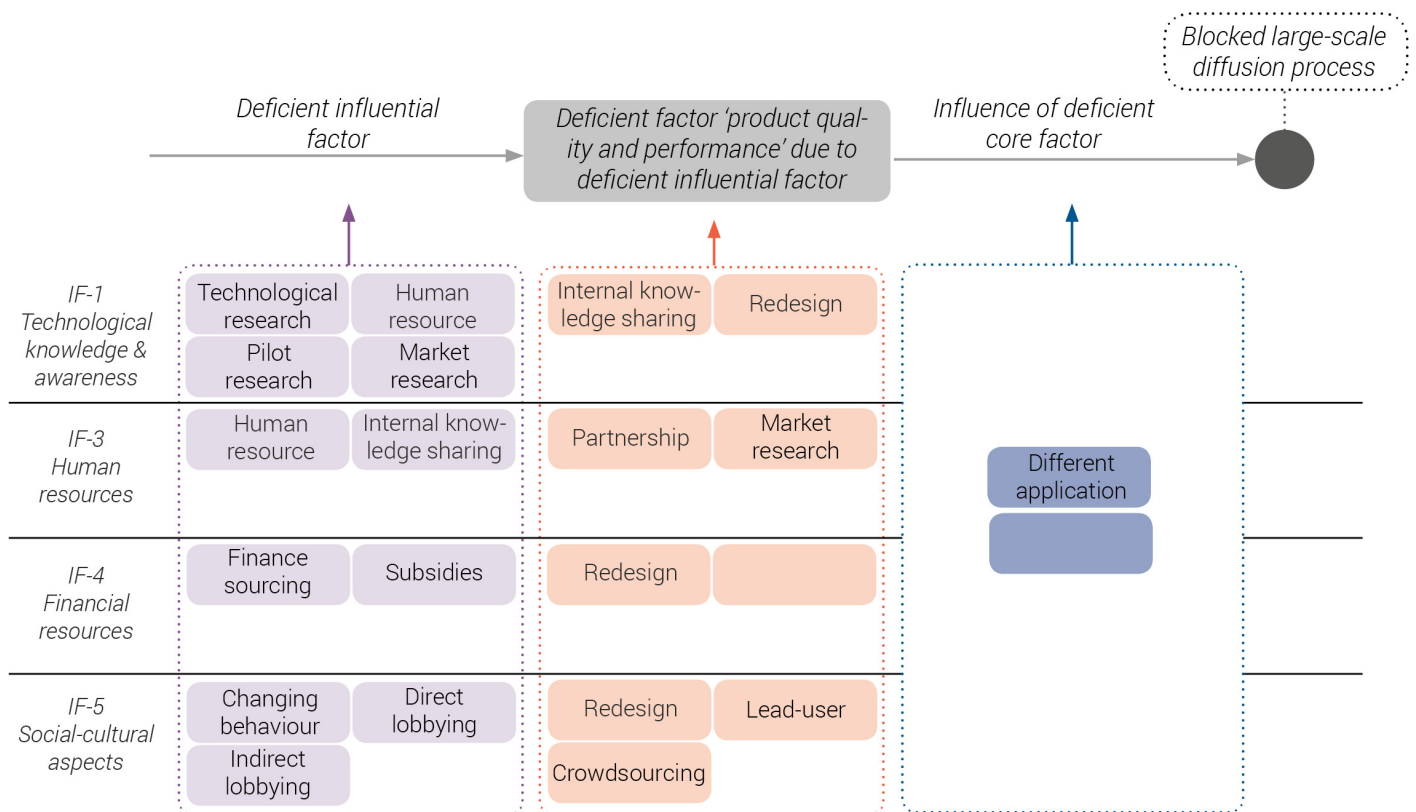 Blocked large-scale
diffusion process
Deficient influential
factor
Deficient factor ‘product qual-
ity and performance’ due to
deficient influential factor
Influence of deficient
core factor
IF-1
Technological
knowledge &
awareness
Technological
research
Human
resource
Pilot
research
Market
research
Internal know-
ledge sharing
Redesign
IF-3
Human
resources
Human
resource
Internal know-
ledge sharing
Partnership
Market
research
Different
application
IF-4
Financial
resources
Finance
sourcing
Subsidies
Redesign
IF-5
Social-cultural
aspects
Changing
behaviour
Direct
lobbying
Indirect
lobbying
Redesign
Lead-user
Crowdsourcing